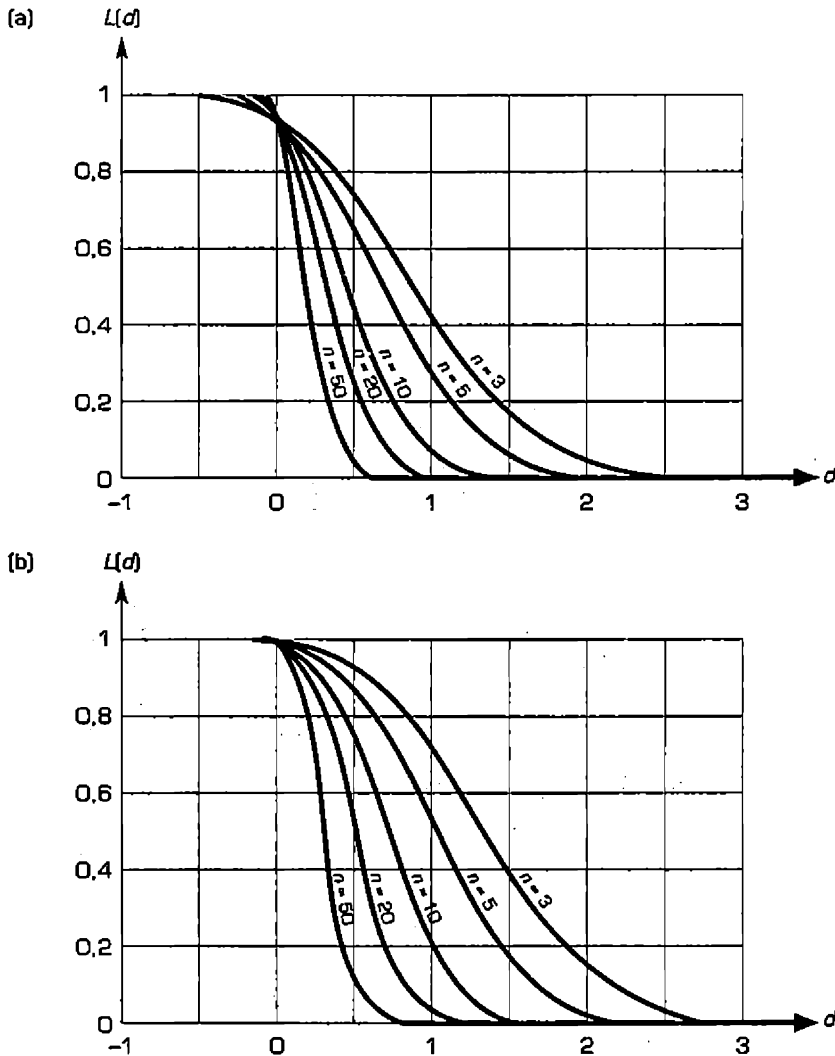 (a)
L(d)
1
0,8
0,6
0,4
0,2
0
n = 50
n = 20
n = 10
n = 5
n = 3
-1
0
1
2
3
d
(b)
L(d)
1
0,8
0,6
0,4
0,2
0
n = 50
n = 20
n = 10
n = 5
n = 3
-1
0
1
2
3
d